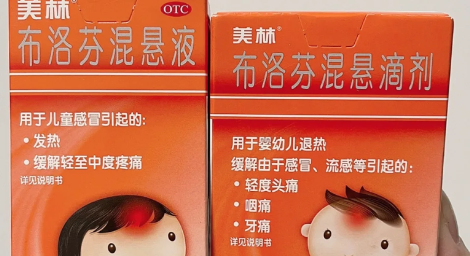 美林®
OTC
布洛芬混悬液
用于儿童感冒引起的:
·发热
·缓解轻至中度疼痛
详见说明书
美林®
布洛芬混悬滴剂
用于婴幼儿退热
缓解由于感冒、流感等引起的:
·轻度头痛
·咽痛
·牙痛
详见说明书